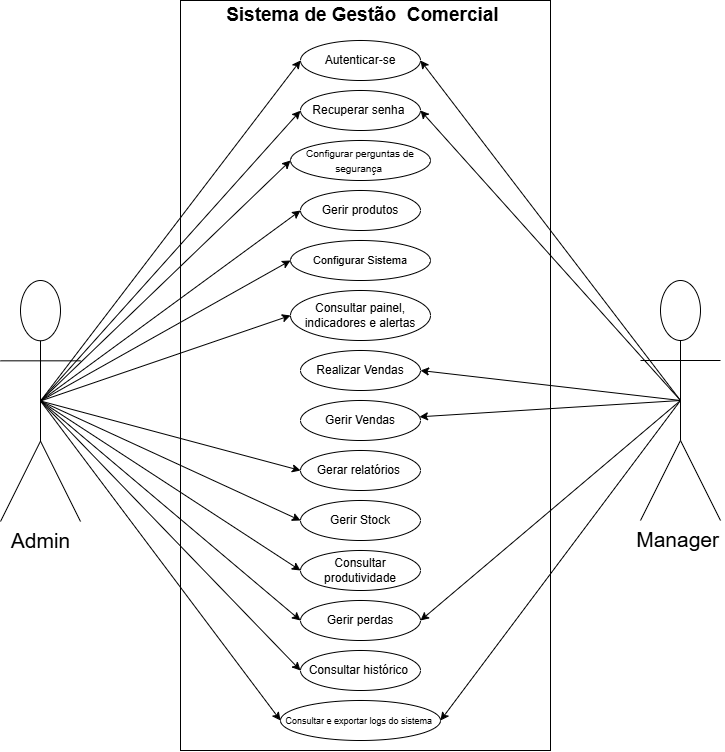 Sistema de Gestão Comercial
Autenticar-se
Recuperar senha
Configurar perguntas de
segurança
Gerir produtos
Configurar Sistema
Consultar painel,
indicadores e alertas
Realizar Vendas
Gerir Vendas
Gerar relatórios
Gerir Stock
Admin
Manager
Consultar
produtividade
Gerir perdas
Consultar histórico
Consultar e exportar logs do sistema